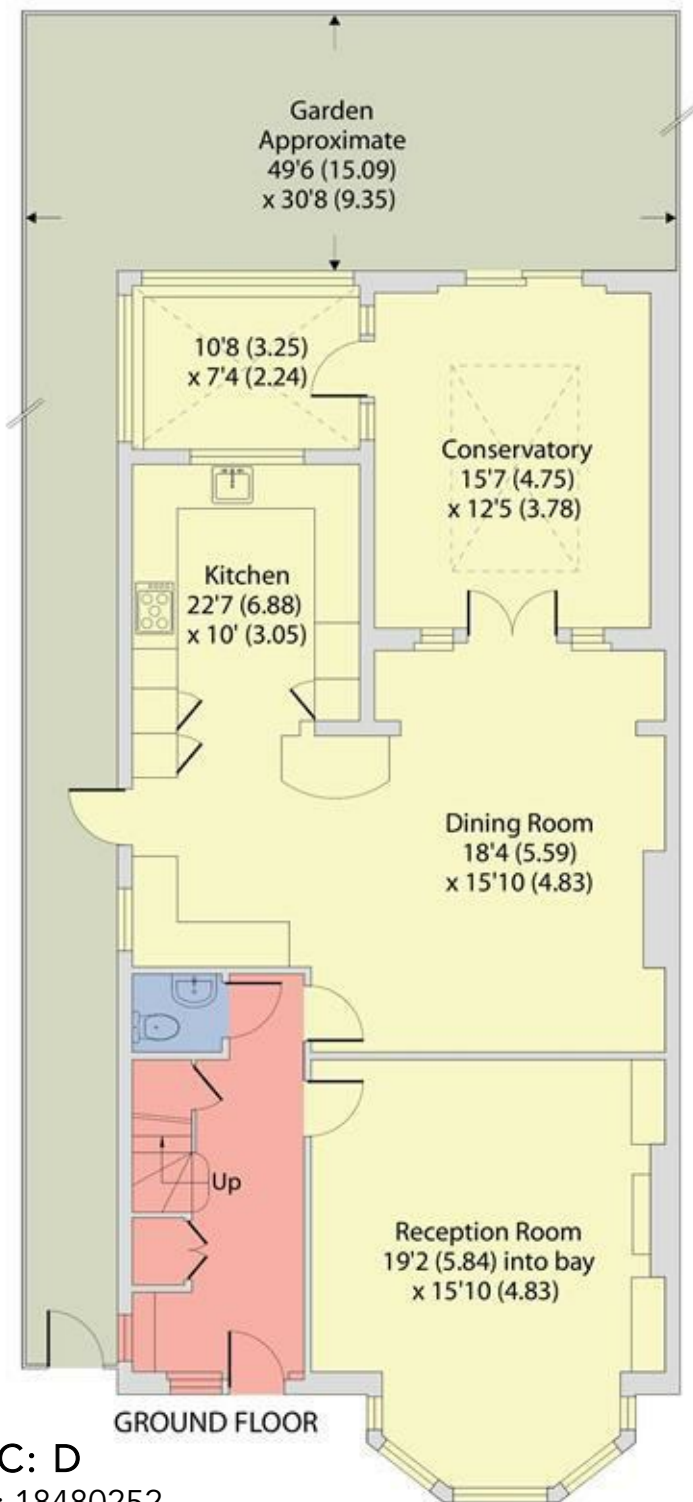 Garden
Approximate
49'6 (15.09)
x 30'8 (9.35)
10'8 (3.25)
x 7'4 (2.24)
Conservatory
15'7 (4.75)
x 12'5 (3.78)
Kitchen
22'7 (6.88)
x 10' (3.05)
Dining Room
18'4 (5.59)
x 15'10 (4.83)
Up
Reception Room
19'2 (5.84) into bay
x 15'10 (4.83)
GROUND FLOOR
C: D
: 18480252